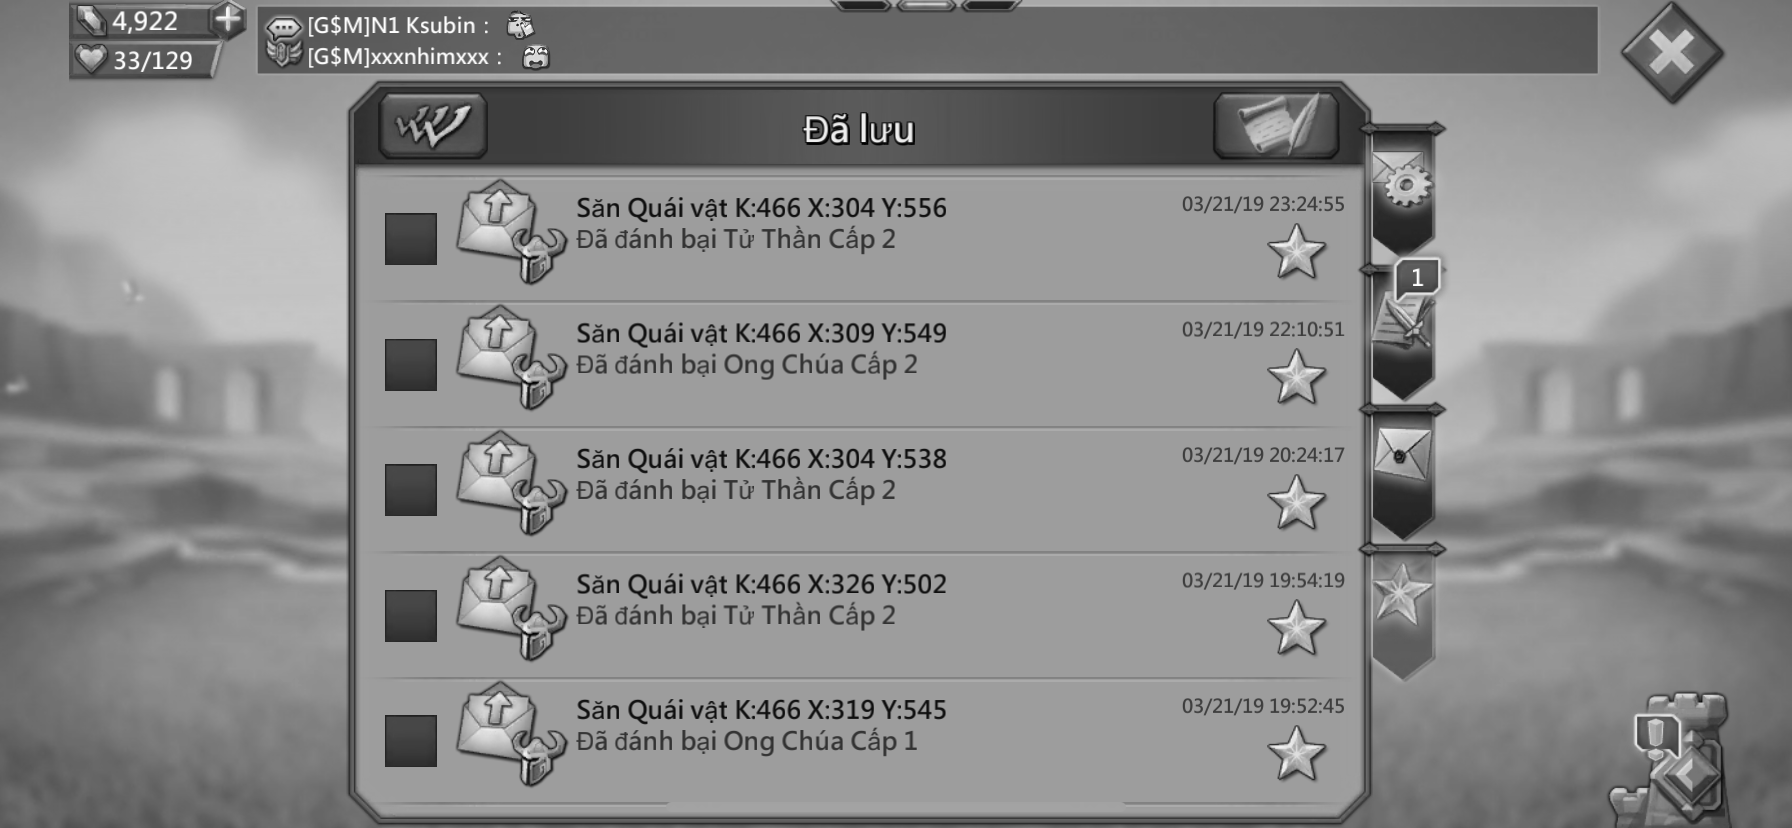 4,922
33/129
[G$M]N1 Ksubin :
[G$M]xxxnhimxxx :
Đã lưu
Săn Quái vật K:466 X:304 Y:556
03/21/19 23:24:55
Đã đánh bại Tử Thần Cấp 2
Săn Quái vật K:466 X:309 Y:549
03/21/19 22:10:51
Đã đánh bại Ong Chúa Cấp 2
1
Săn Quái vật K:466 X:304 Y:538
03/21/19 20:24:17
Đã đánh bại Tử Thần Cấp 2
Săn Quái vật K:466 X:326 Y:502
03/21/19 19:54:19
Đã đánh bại Tử Thần Cấp 2
Săn Quái vật K:466 X:319 Y:545
03/21/19 19:52:45
Đã đánh bại Ong Chúa Cấp 1